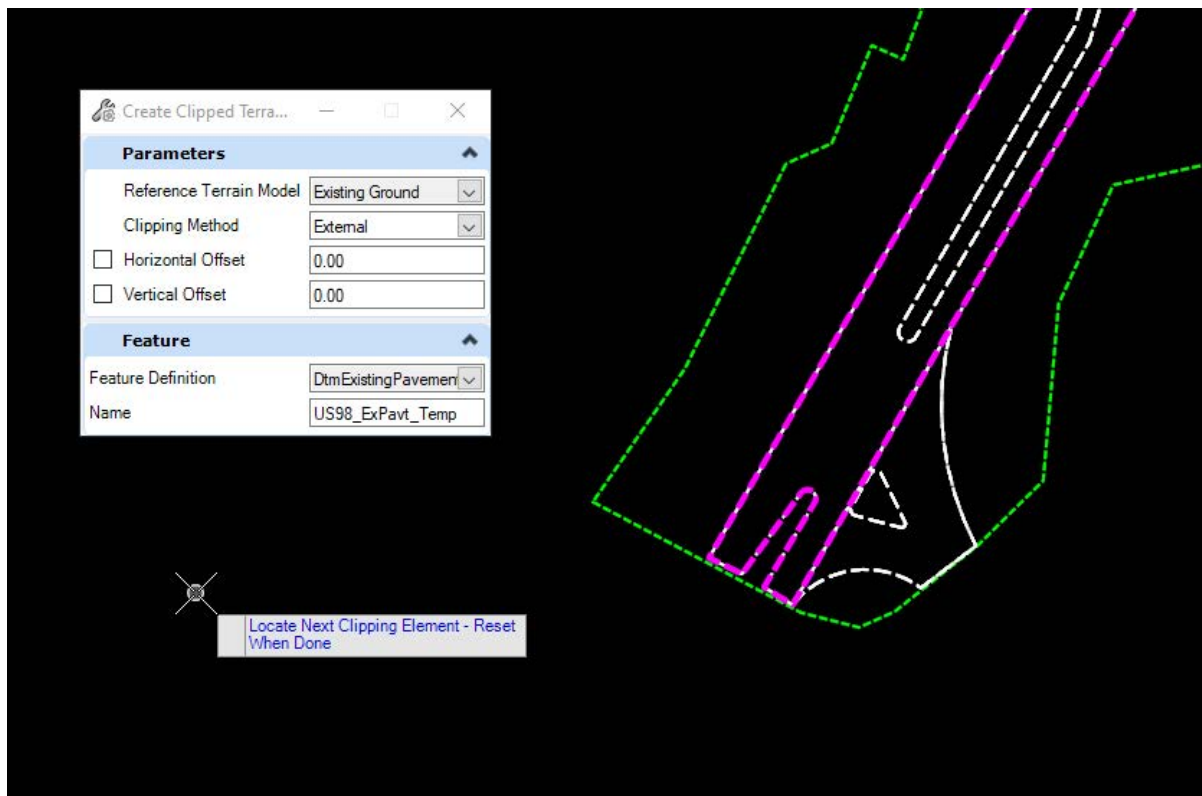 Create Clipped Terra...
Parameters
Reference Terrain Model Existing Ground
Clipping Method External
Horizontal Offset 0.00
Vertical Offset 0.00
Feature
Feature Definition DtmExistingPavement
Name US98_ExPavt_Temp
Locate Next Clipping Element - Reset
When Done